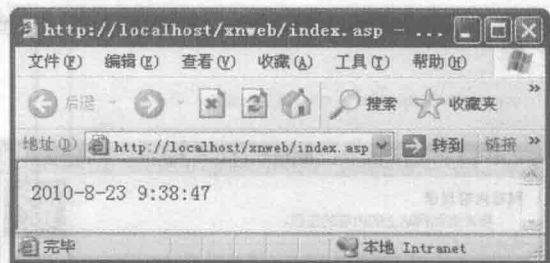 http://localhost/xnweb/index.asp - ...
文件(F) 编辑(E) 查看(V) 收藏(A) 工具(T) 帮助(H)
后退 搜索 收藏夹 »
地址(D) http://localhost/xnweb/index.asp 转到 链接 »
2010-8-23 9:38:47
完毕 本地 Intranet